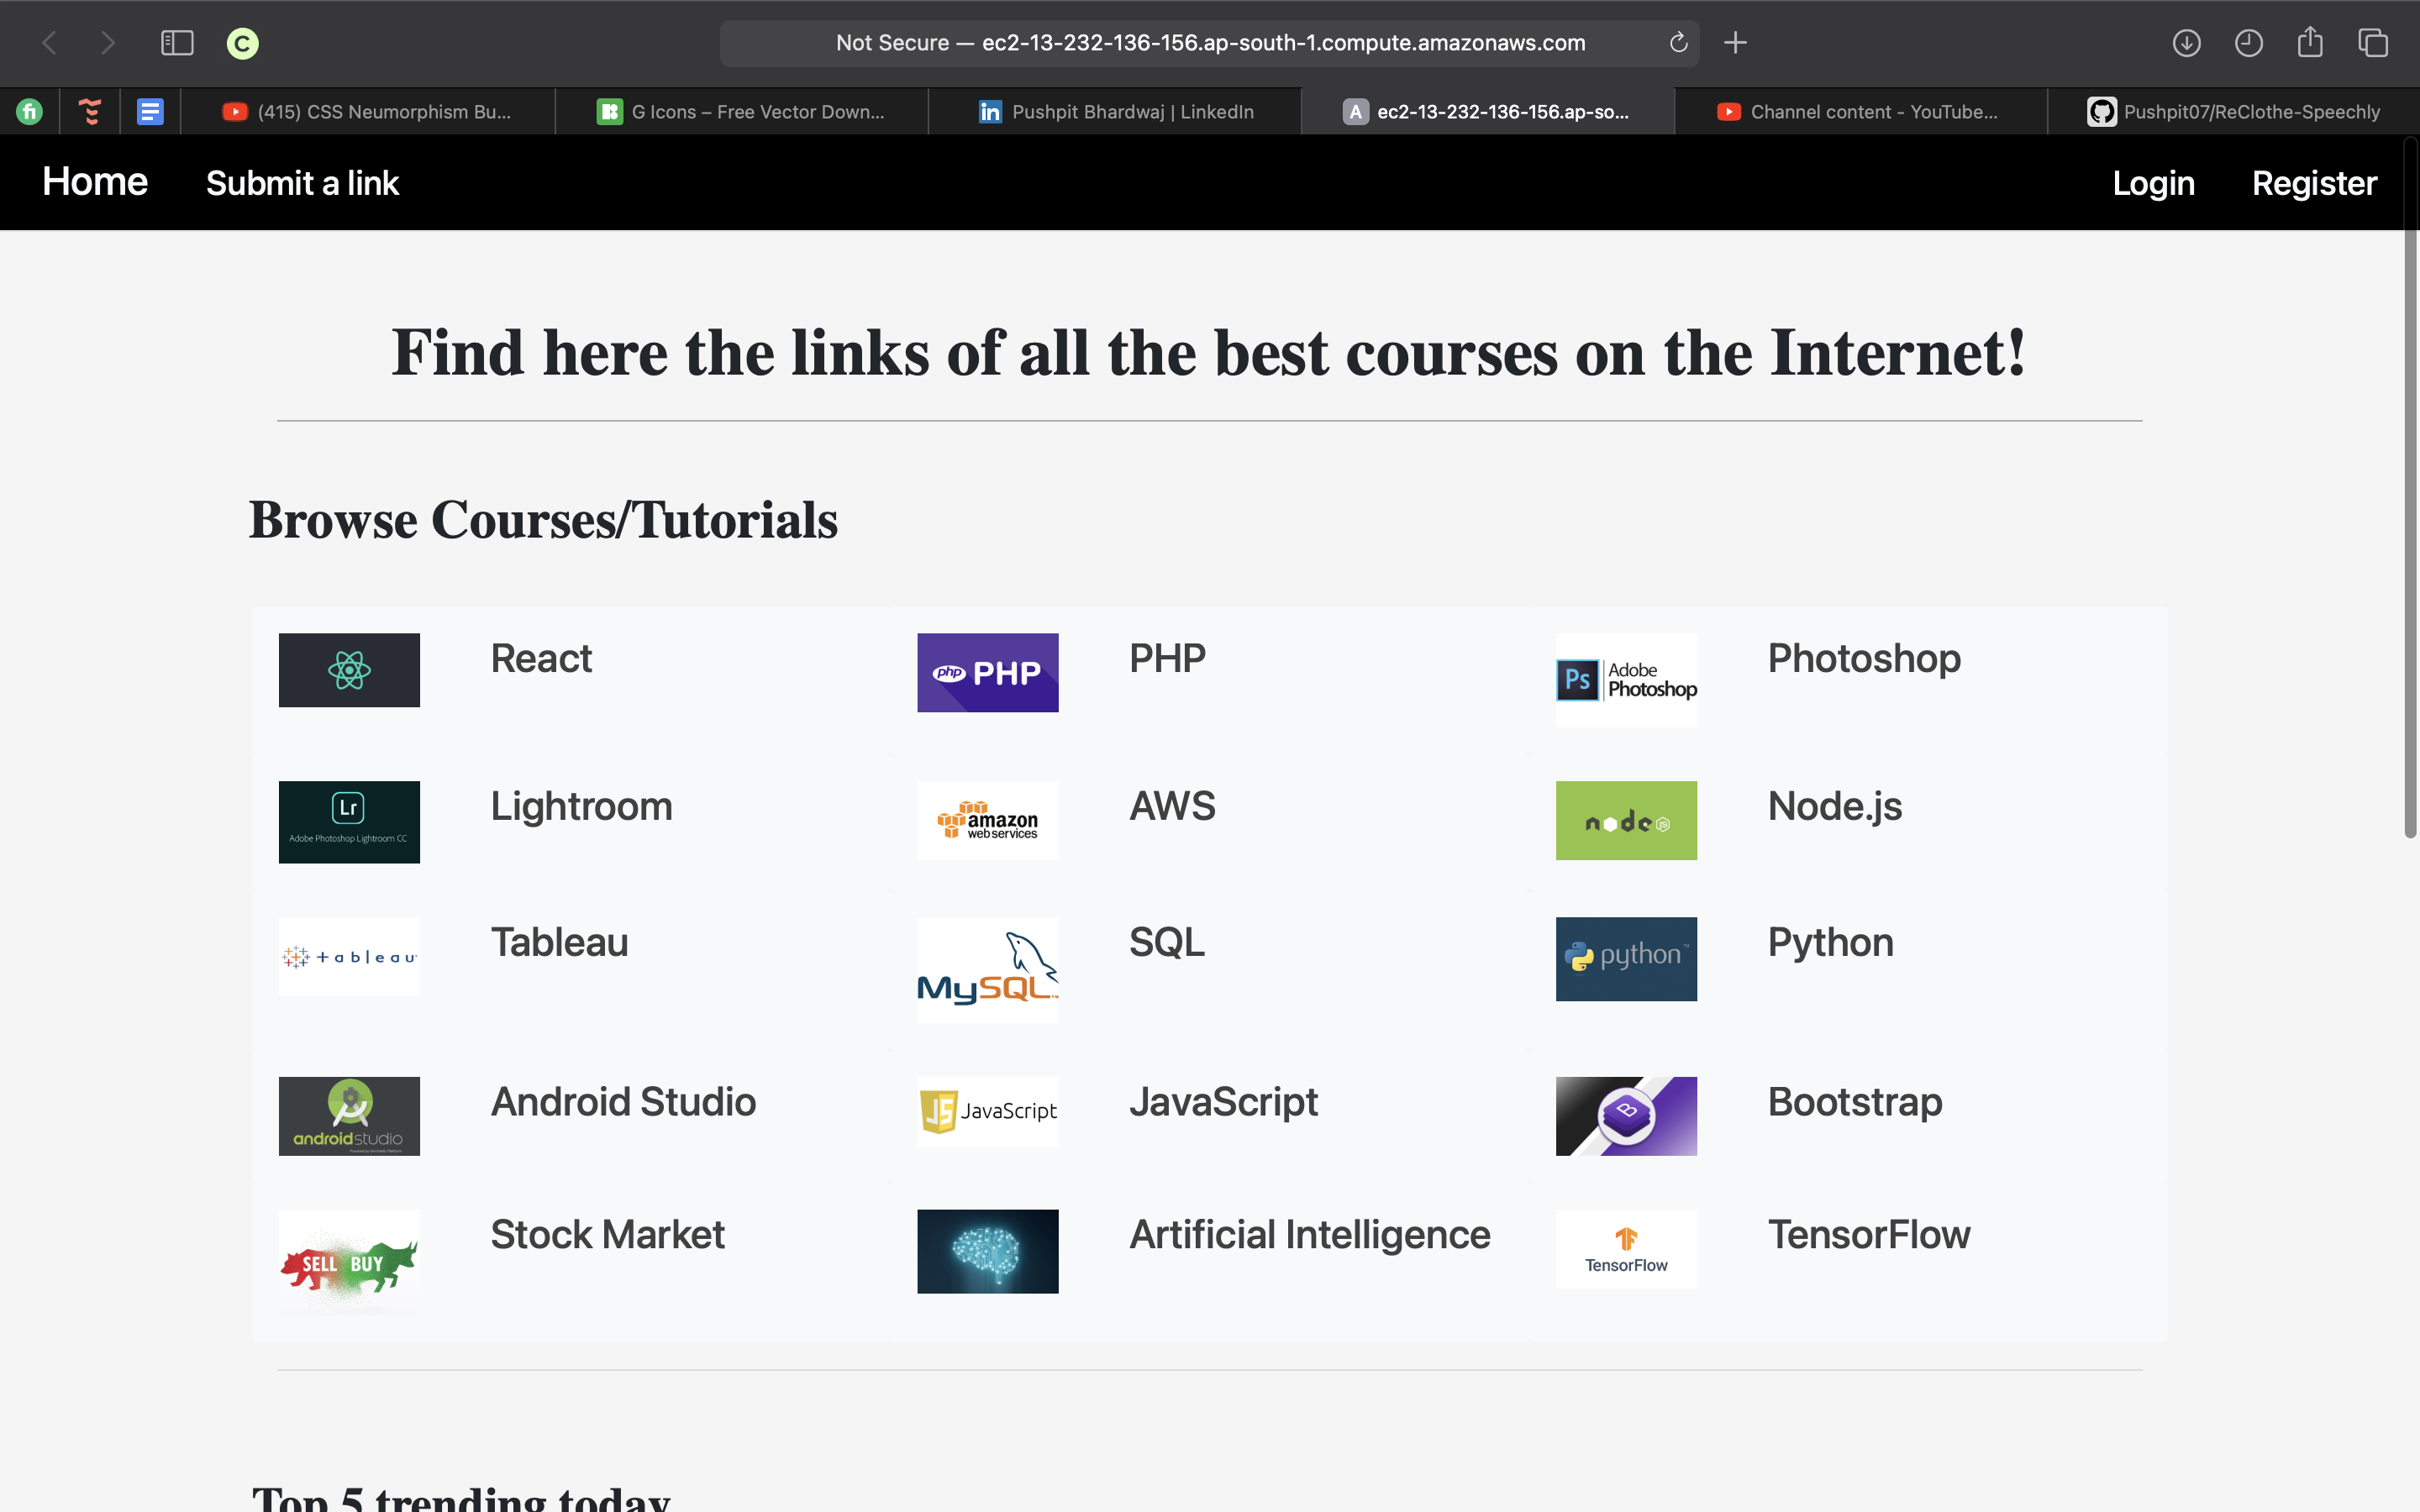 Not Secure — ec2-13-232-136-156.ap-south-1.compute.amazonaws.com
(415) CSS Neumorphism Bu...
G Icons – Free Vector Down...
Pushpit Bhardwaj | LinkedIn
A ec2-13-232-136-156.ap-so...
Channel content - YouTube...
Pushpit07/ReClothe-Speechly
Home Submit a link Login Register
Find here the links of all the best courses on the Internet!
Browse Courses/Tutorials
React
php PHP
PHP
Ps Adobe Photoshop
Photoshop
Lr
Adobe Photoshop Lightroom CC
Lightroom
amazon
webservices
AWS
node JS
Node.js
+ a b l e a u
Tableau
MySQL
SQL
python
Python
androidstudio
Android Studio
JS JavaScript
JavaScript
B
Bootstrap
SELL BUY
Stock Market
Artificial Intelligence
TensorFlow
TensorFlow
Top 5 trending today